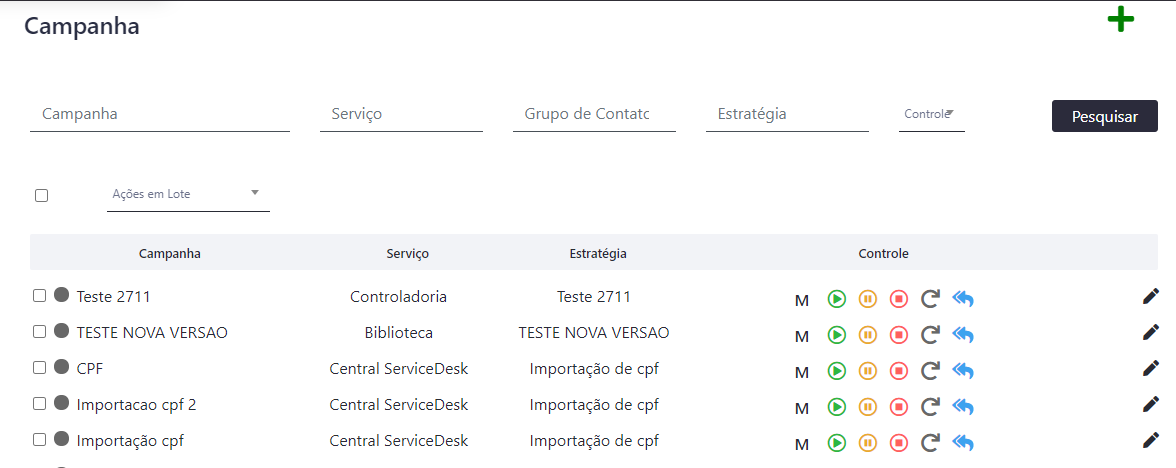 Campanha
Campanha Serviço Grupo de Contato Estratégia Controle Pesquisar
Ações em Lote
Campanha Serviço Estratégia Controle
Teste 2711 Controladoria Teste 2711 M
TESTE NOVA VERSAO Biblioteca TESTE NOVA VERSAO M
CPF Central ServiceDesk Importação de cpf M
Importacao cpf 2 Central ServiceDesk Importação de cpf M
Importação cpf Central ServiceDesk Importação de cpf M